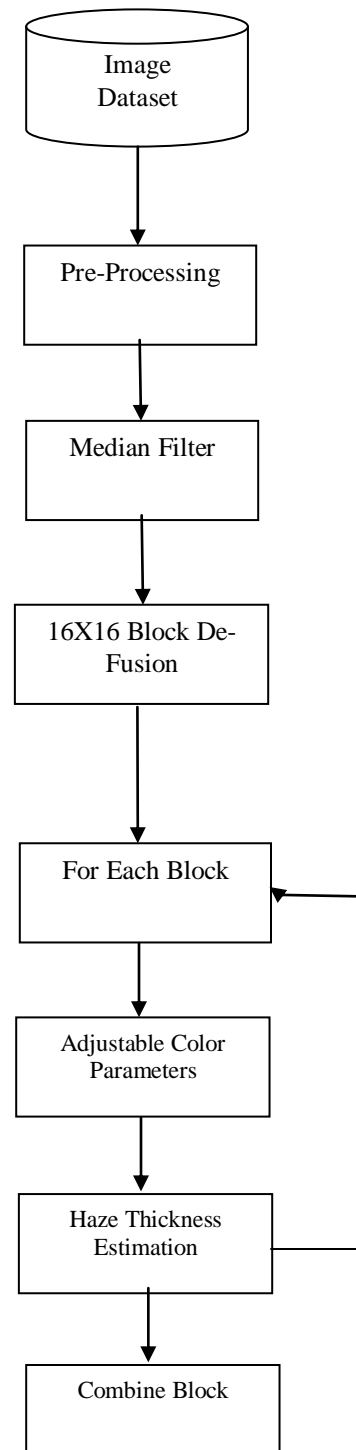 Image
Dataset
Pre-Processing
Median Filter
16X16 Block De-
Fusion
For Each Block
Adjustable Color
Parameters
Haze Thickness
Estimation
Combine Block